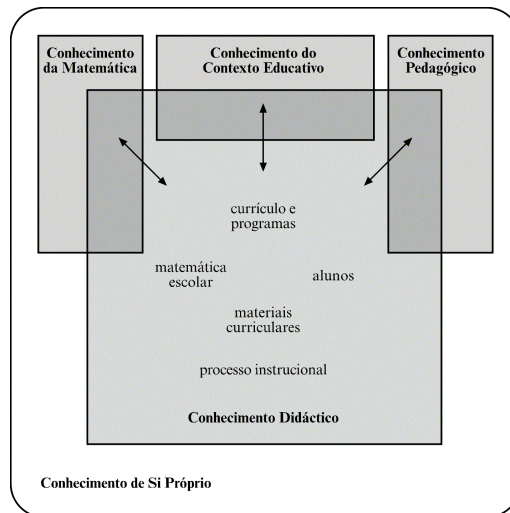 Conhecimento
da Matemática
Conhecimento do
Contexto Educativo
Conhecimento
Pedagógico
currículo e
programas
matemática
escolar
alunos
materiais
curriculares
processo instrucional
Conhecimento Didáctico
Conhecimento de Si Próprio